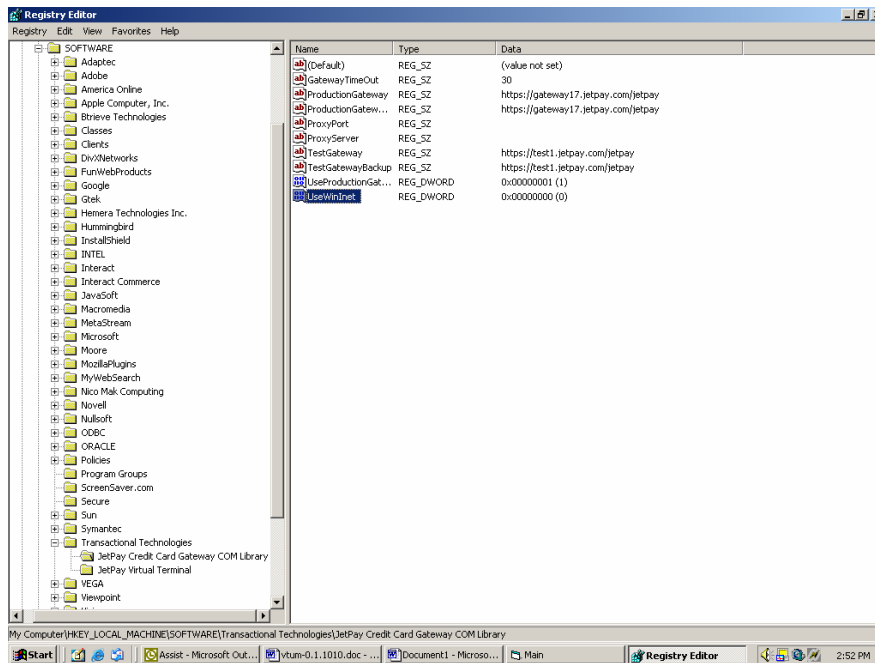 Registry Editor
Registry Edit View Favorites Help
SOFTWARE
Adaptec
Adobe
America Online
Apple Computer, Inc.
Btrieve Technologies
Classes
Clients
DivXNetworks
FunWebProducts
Google
Gtek
Hemera Technologies Inc.
Hummingbird
InstallShield
INTEL
Interact
Interact Commerce
JavaSoft
Macromedia
MetaStream
Microsoft
Moore
MozillaPlugins
MyWebSearch
Nico Mak Computing
Novell
Nullsoft
ODBC
ORACLE
Policies
Program Groups
ScreenSaver.com
Secure
Sun
Symantec
Transactional Technologies
JetPay Credit Card Gateway COM Library
JetPay Virtual Terminal
VEGA
Viewpoint
Name Type Data
(Default) REG_SZ (value not set)
GatewayTimeOut REG_SZ 30
ProductionGateway REG_SZ https://gateway17.jetpay.com/jetpay
ProductionGatew... REG_SZ https://gateway17.jetpay.com/jetpay
ProxyPort REG_SZ
ProxyServer REG_SZ
TestGateway REG_SZ https://test1.jetpay.com/jetpay
TestGatewayBackup REG_SZ https://test1.jetpay.com/jetpay
UseProductionGat... REG_DWORD 0x00000001 (1)
UseWinInet REG_DWORD 0x00000000 (0)
My Computer\HKEY_LOCAL_MACHINE\SOFTWARE\Transactional Technologies\JetPay Credit Card Gateway COM Library
Start Assist - Microsoft Out... vtum-0.1.1010.doc - ... Document1 - Microso... Main Registry Editor 2:52 PM